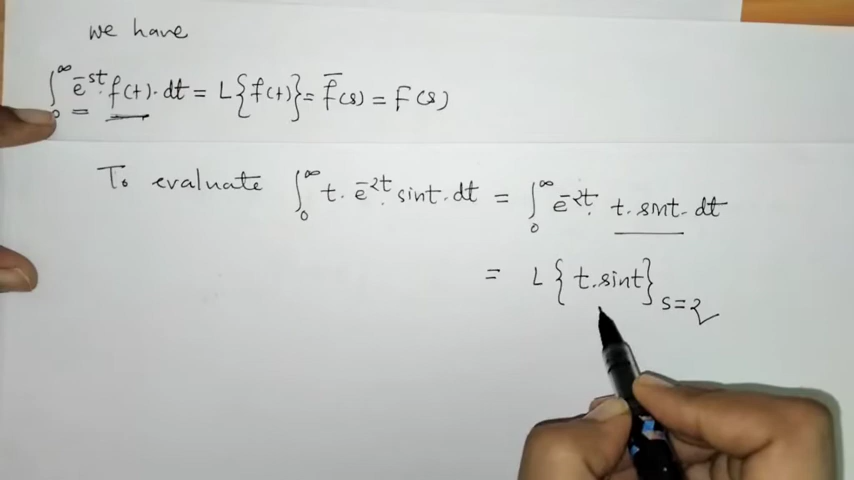 we have
∫₀^∞ e^-st. f(t). dt = L{f(t)} = f̅(s) = F(s)
To evaluate ∫₀^∞ t. e^-2t. sint. dt = ∫₀^∞ e^-2t. t. sint. dt
= L{t. sint} s=2